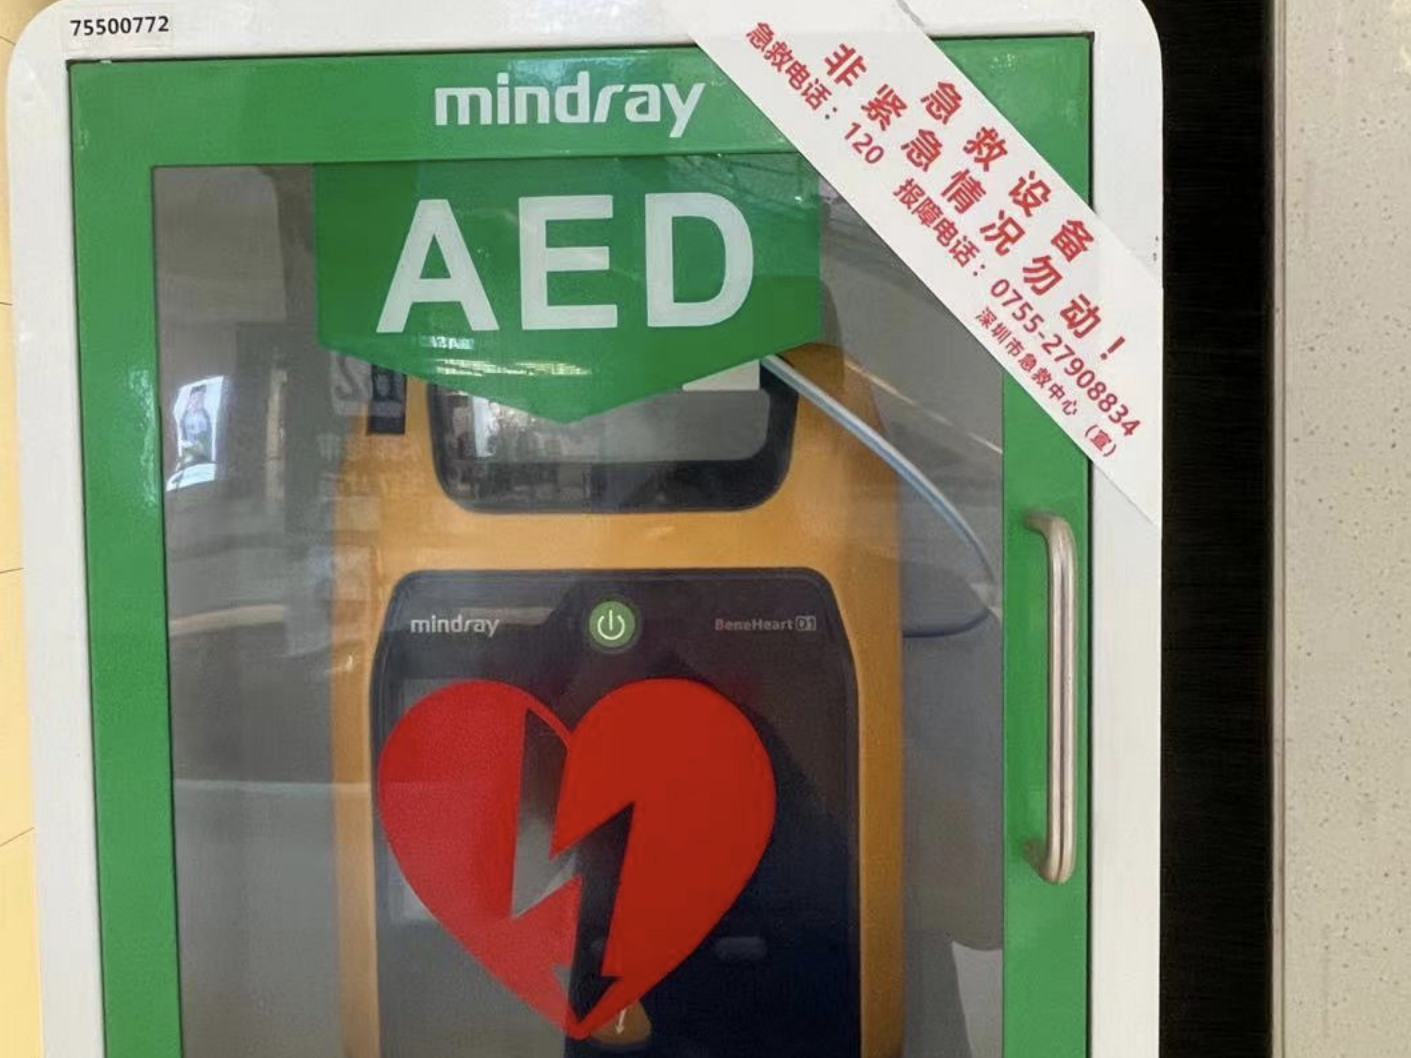 75500772
mindray
AED
急救设备
非紧急情况勿动！
急救电话：120 报障电话：0755-27908834
深圳市急救中心（宣）
mindray
BeneHeart D1